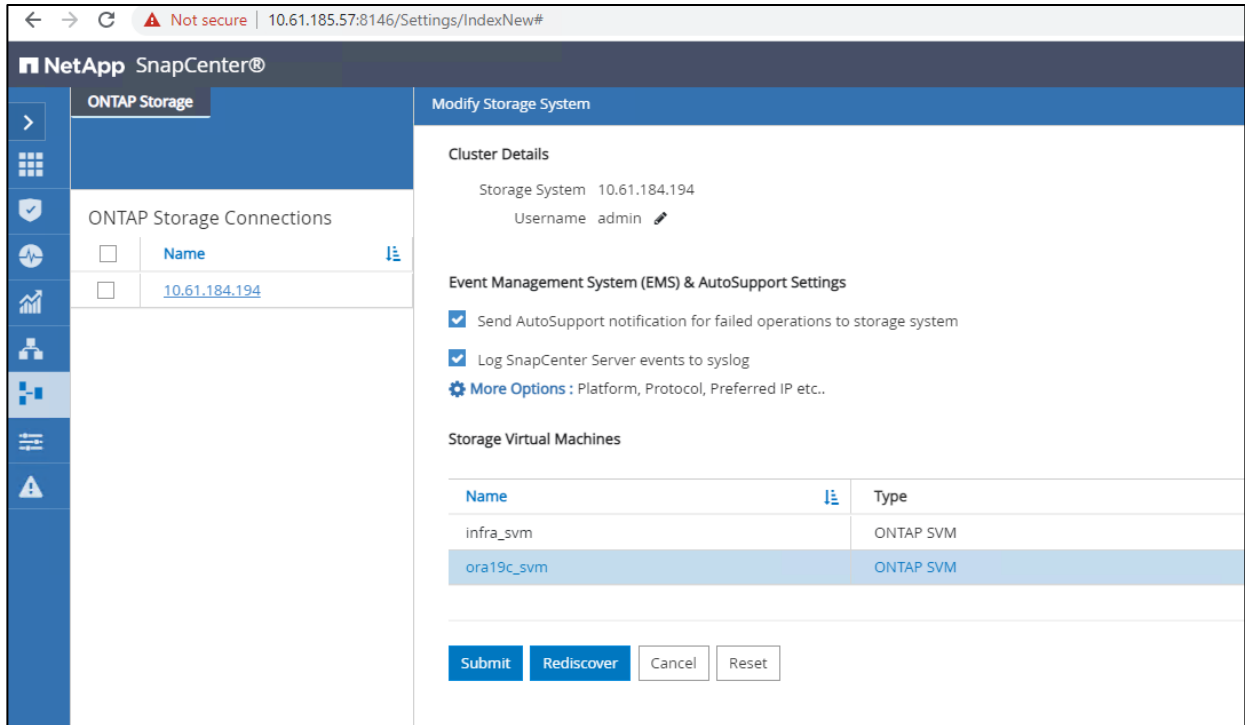 Not secure | 10.61.185.57:8146/Settings/IndexNew#
NetApp SnapCenter®
ONTAP Storage
ONTAP Storage Connections
Name
10.61.184.194
Modify Storage System
Cluster Details
Storage System 10.61.184.194
Username admin
Event Management System (EMS) & AutoSupport Settings
Send AutoSupport notification for failed operations to storage system
Log SnapCenter Server events to syslog
More Options : Platform, Protocol, Preferred IP etc..
Storage Virtual Machines
Name Type
infra_svm ONTAP SVM
ora19c_svm ONTAP SVM
Submit Rediscover Cancel Reset